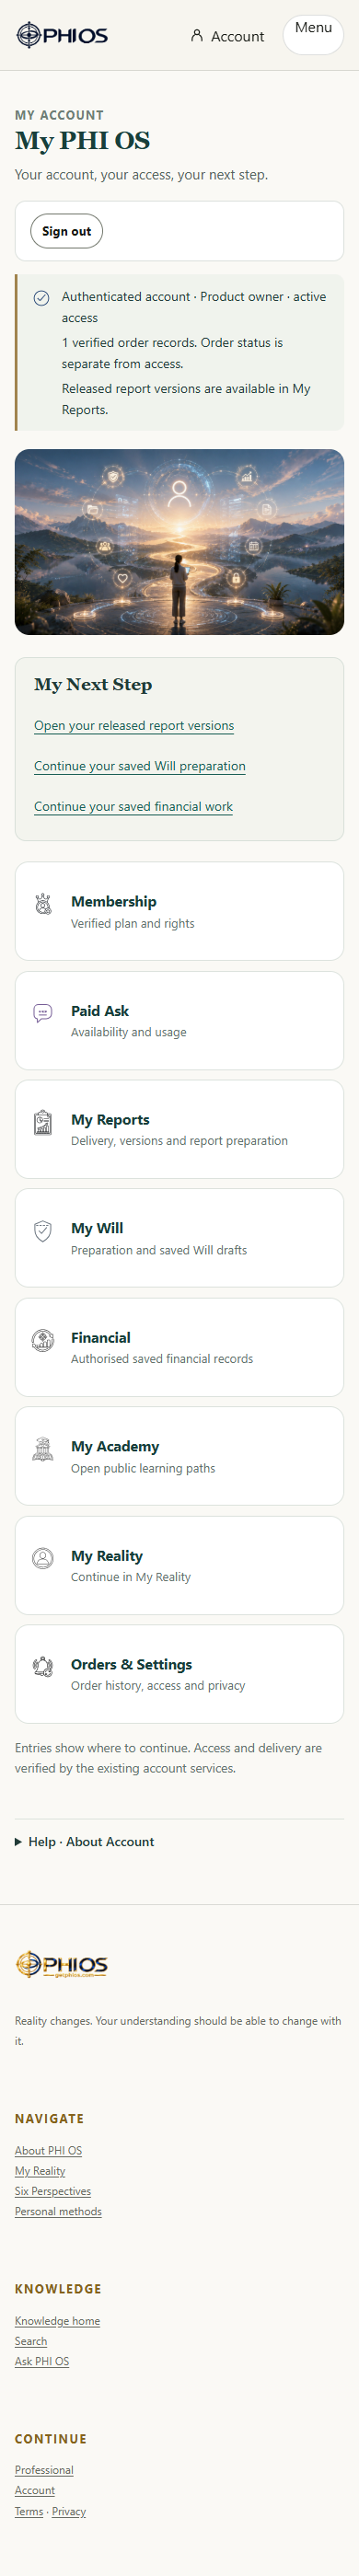 PHIOS
Account
Menu
MY ACCOUNT
My PHI OS
Your account, your access, your next step.
Sign out
Authenticated account · Product owner · active
access
1 verified order records. Order status is
separate from access.
Released report versions are available in My
Reports.
My Next Step
Open your released report versions
Continue your saved Will preparation
Continue your saved financial work
Membership
Verified plan and rights
Paid Ask
Availability and usage
My Reports
Delivery, versions and report preparation
My Will
Preparation and saved Will drafts
Financial
Authorised saved financial records
My Academy
Open public learning paths
My Reality
Continue in My Reality
Orders & Settings
Order history, access and privacy
Entries show where to continue. Access and delivery are
verified by the existing account services.
Help · About Account
PHIOS
getphios.com
Reality changes. Your understanding should be able to change with
it.
NAVIGATE
About PHI OS
My Reality
Six Perspectives
Personal methods
KNOWLEDGE
Knowledge home
Search
Ask PHI OS
CONTINUE
Professional
Account
Terms · Privacy